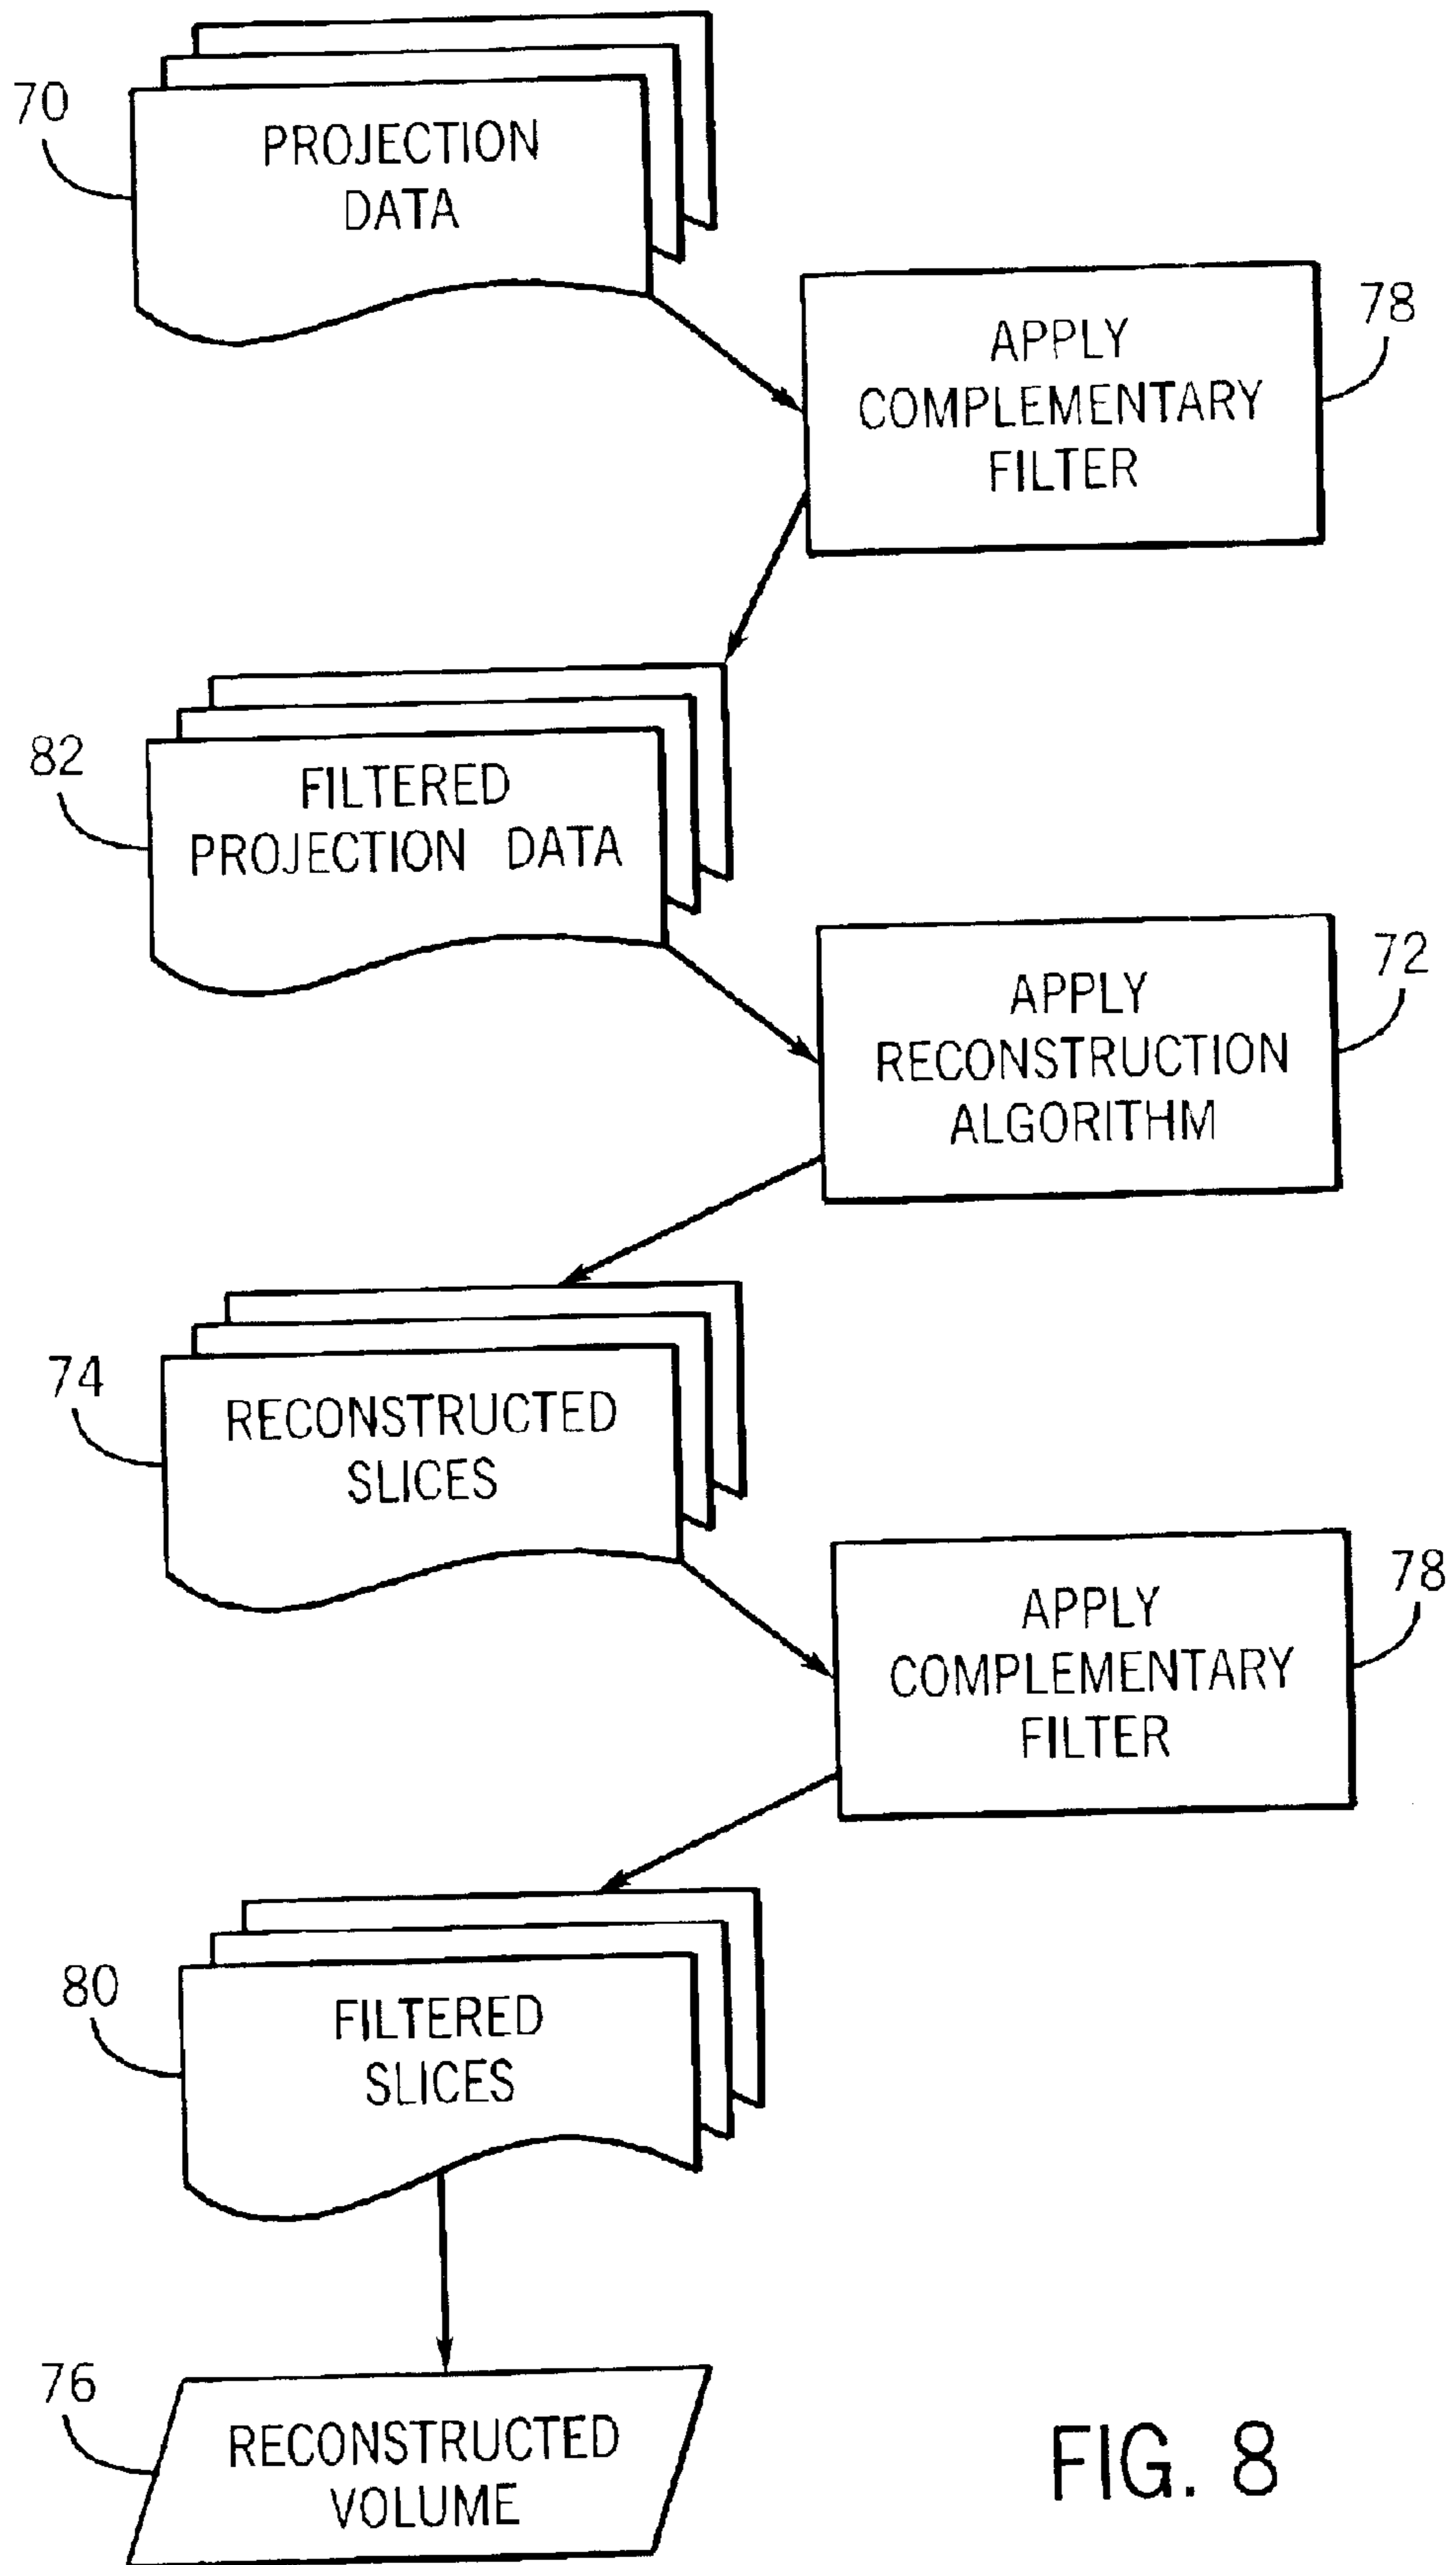 70
PROJECTION
DATA
APPLY
COMPLEMENTARY
FILTER
78
82
FILTERED
PROJECTION DATA
APPLY
RECONSTRUCTION
ALGORITHM
72
74
RECONSTRUCTED
SLICES
APPLY
COMPLEMENTARY
FILTER
78
80
FILTERED
SLICES
76
RECONSTRUCTED
VOLUME
FIG. 8